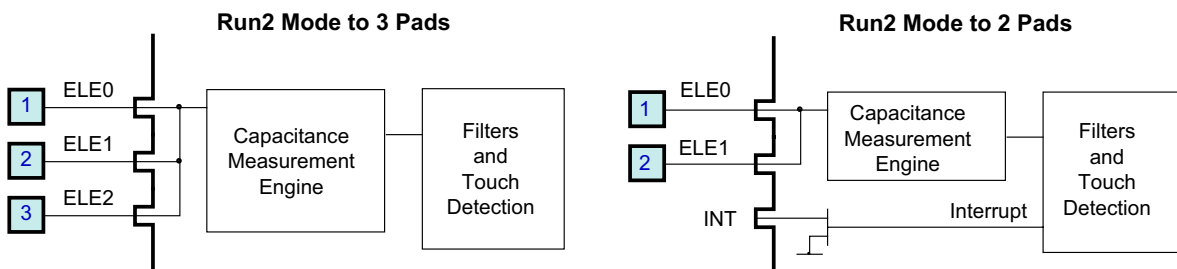 Run2 Mode to 3 Pads
1
ELE0
2
ELE1
3
ELE2
Capacitance
Measurement
Engine
Filters
and
Touch
Detection
Run2 Mode to 2 Pads
1
ELE0
2
ELE1
INT
Capacitance
Measurement
Engine
Interrupt
Filters
and
Touch
Detection